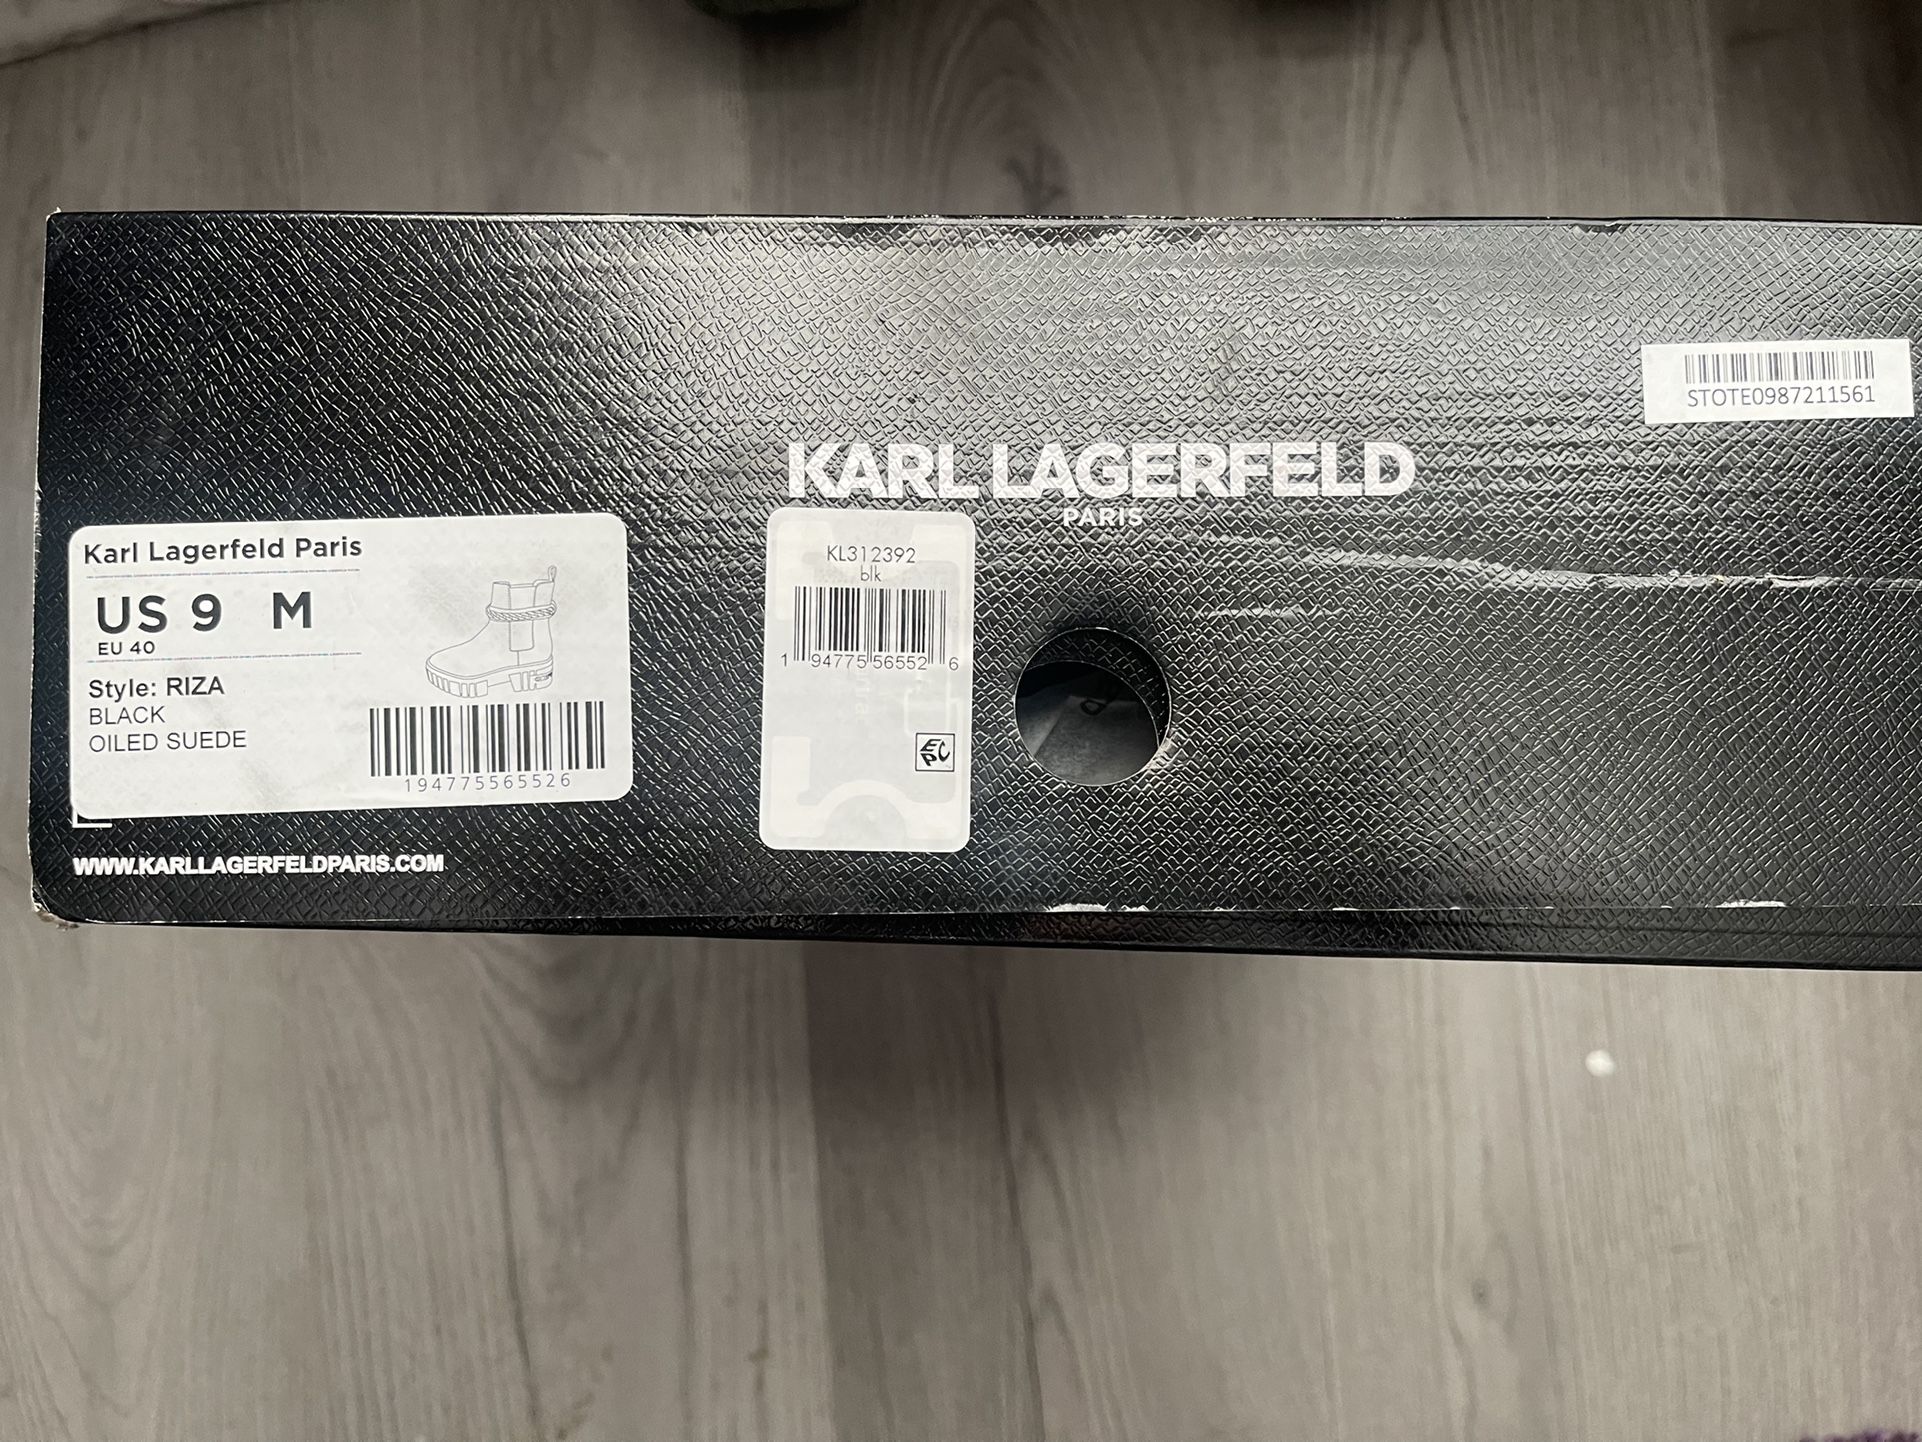 STOTE0987211561
KARL LAGERFELD
PARIS
Karl Lagerfeld Paris
US 9 M
EU 40
Style: RIZA
BLACK
OILED SUEDE
194775565526
KL312392
blk
1 94775 56552 6
EPC
WWW.KARLLAGERFELDPARIS.COM